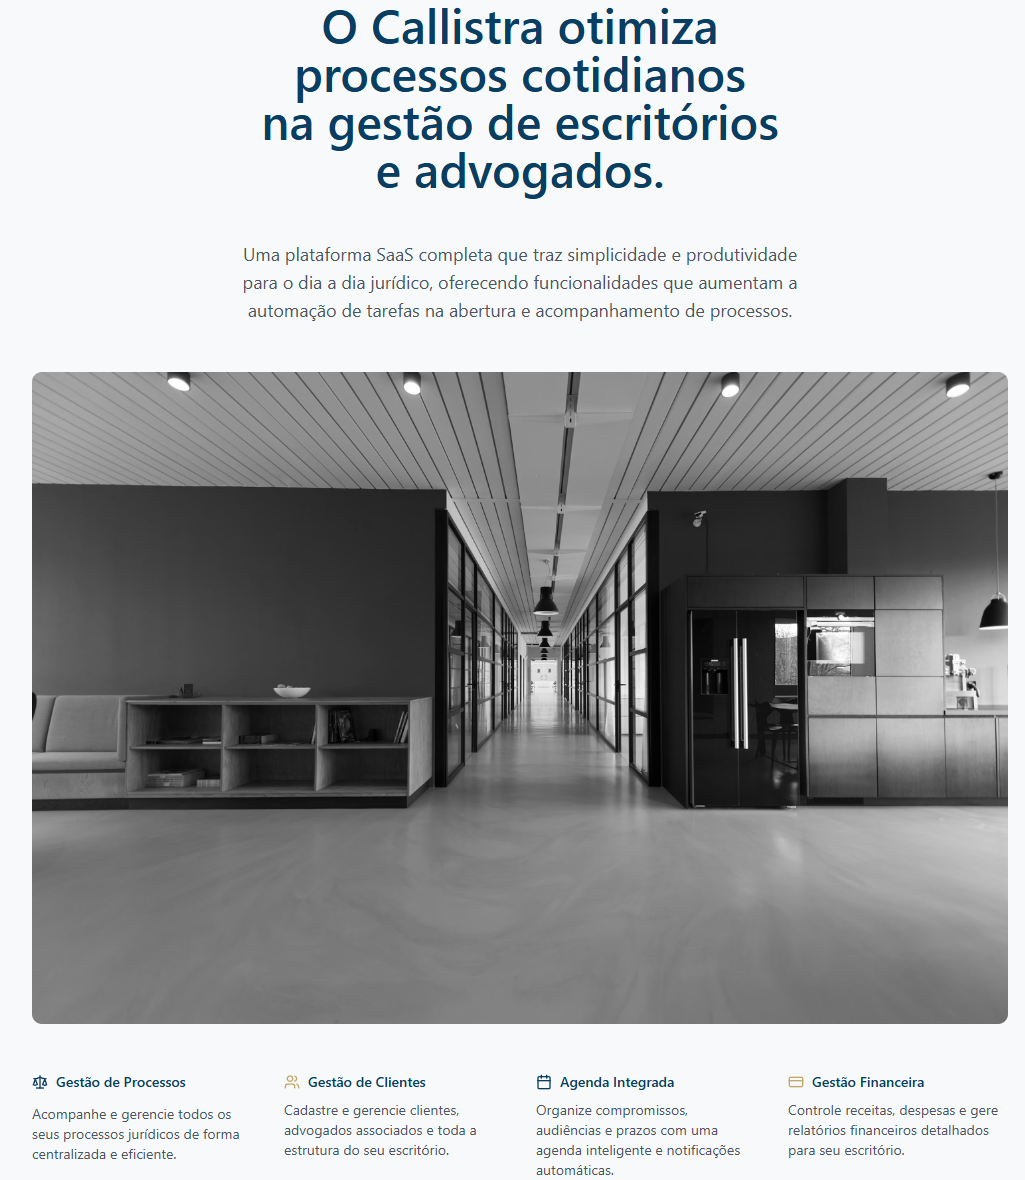 O Callistra otimiza
processos cotidianos
na gestão de escritórios
e advogados.
Uma plataforma SaaS completa que traz simplicidade e produtividade
para o dia a dia jurídico, oferecendo funcionalidades que aumentam a
automação de tarefas na abertura e acompanhamento de processos.
Gestão de Processos
Acompanhe e gerencie todos os
seus processos jurídicos de forma
centralizada e eficiente.
Gestão de Clientes
Cadastre e gerencie clientes,
advogados associados e toda a
estrutura do seu escritório.
Agenda Integrada
Organize compromissos,
audiências e prazos com uma
agenda inteligente e notificações
automáticas.
Gestão Financeira
Controle receitas, despesas e gere
relatórios financeiros detalhados
para seu escritório.